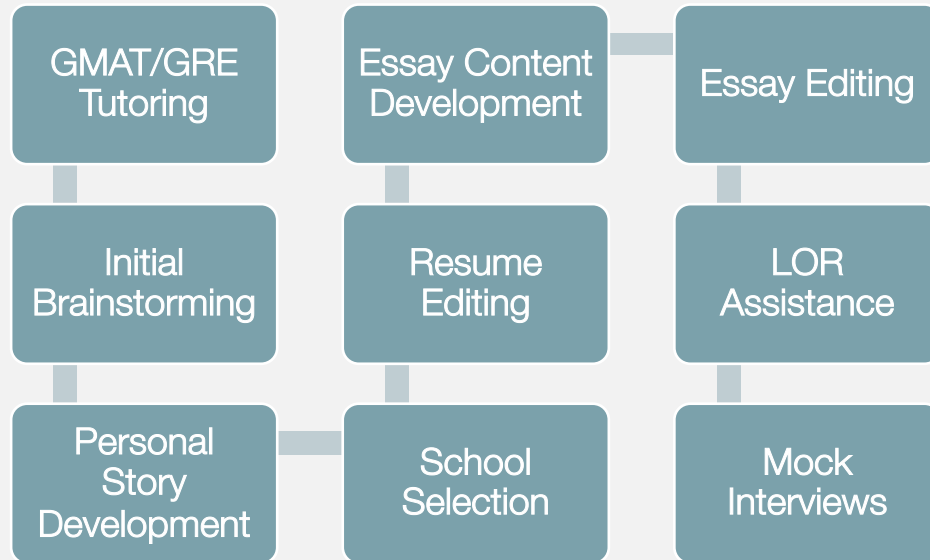 GMAT/GRE
Tutoring
Initial
Brainstorming
Personal
Story
Development
School
Selection
Resume
Editing
Essay Content
Development
Essay Editing
LOR
Assistance
Mock
Interviews